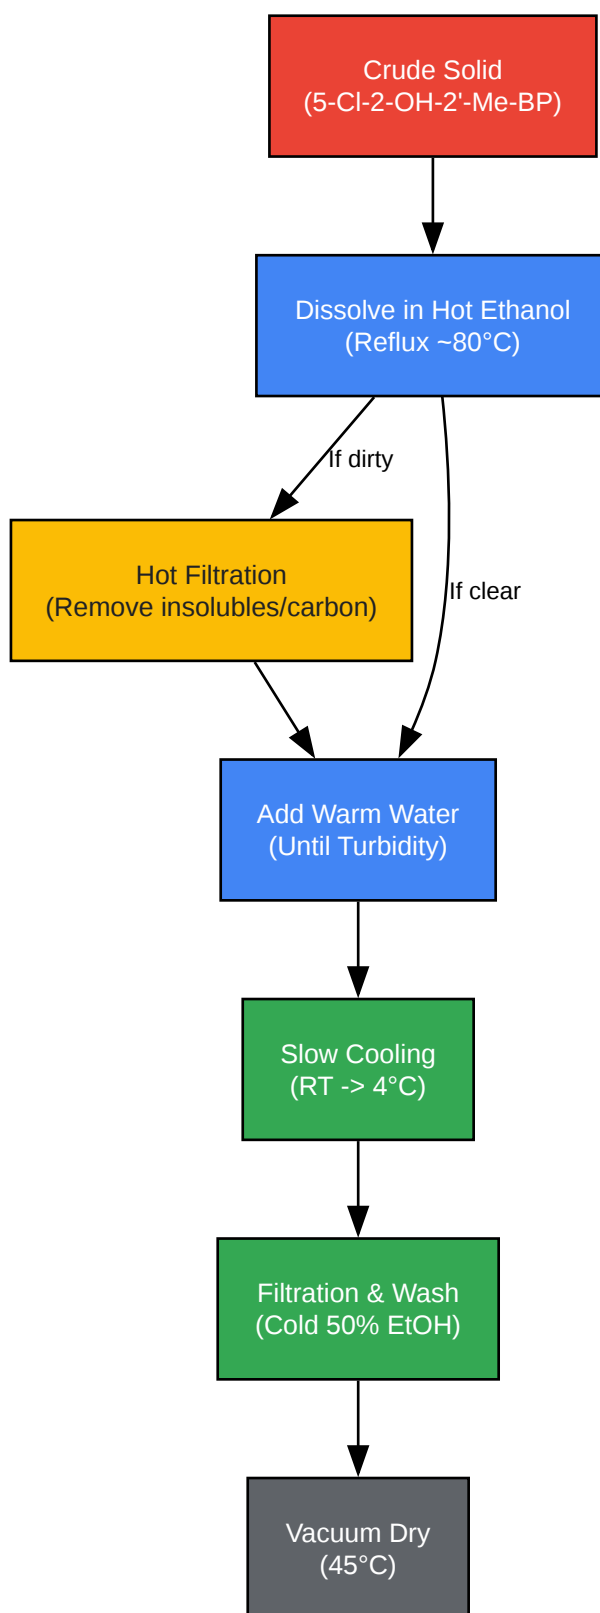 Crude Solid
(5-Cl-2-OH-2'-Me-BP)
Dissolve in Hot Ethanol
(Reflux ~80°C)
If dirty
Hot Filtration
(Remove insolubles/carbon)
If clear
Add Warm Water
(Until Turbidity)
Slow Cooling
(RT -> 4°C)
Filtration & Wash
(Cold 50% EtOH)
Vacuum Dry
(45°C)